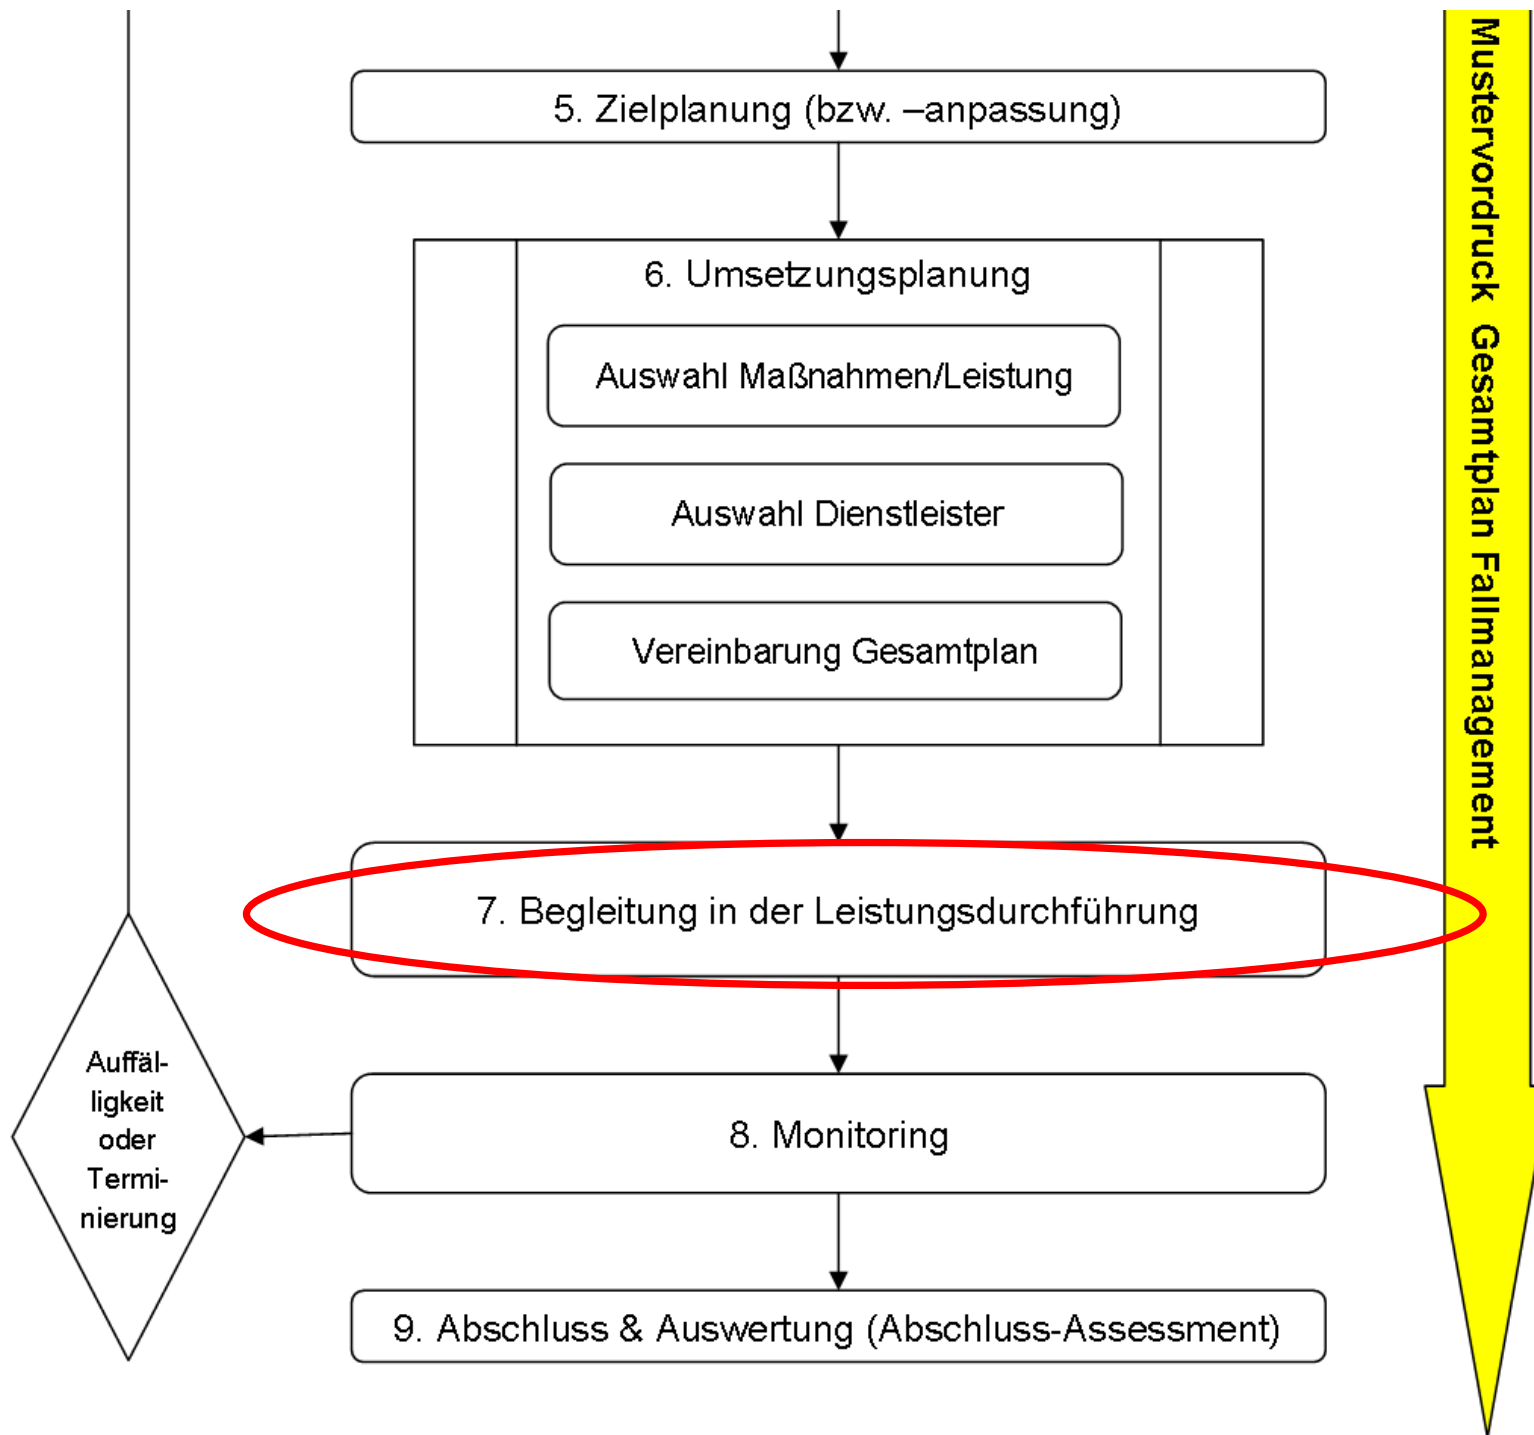 5. Zielplanung (bzw. –anpassung)
6. Umsetzungsplanung
Auswahl Maßnahmen/Leistung
Auswahl Dienstleister
Vereinbarung Gesamtplan
7. Begleitung in der Leistungsdurchführung
Auffäl-
ligkeit
oder
Termi-
nierung
8. Monitoring
9. Abschluss & Auswertung (Abschluss-Assessment)
Mustervordruck Gesamtplan Fallmanagement